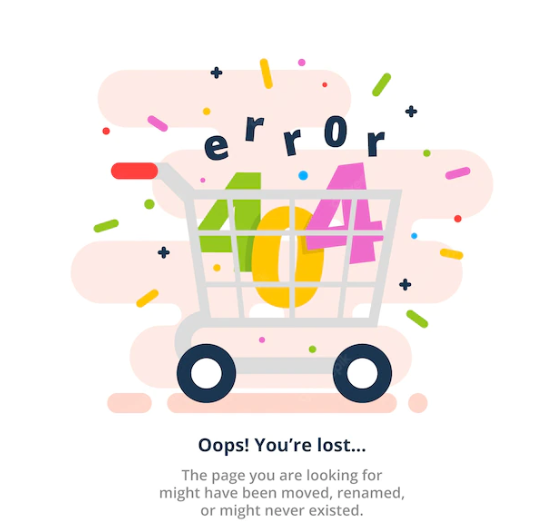 error
404
Oops! You’re lost...
The page you are looking for
might have been moved, renamed,
or might never existed.